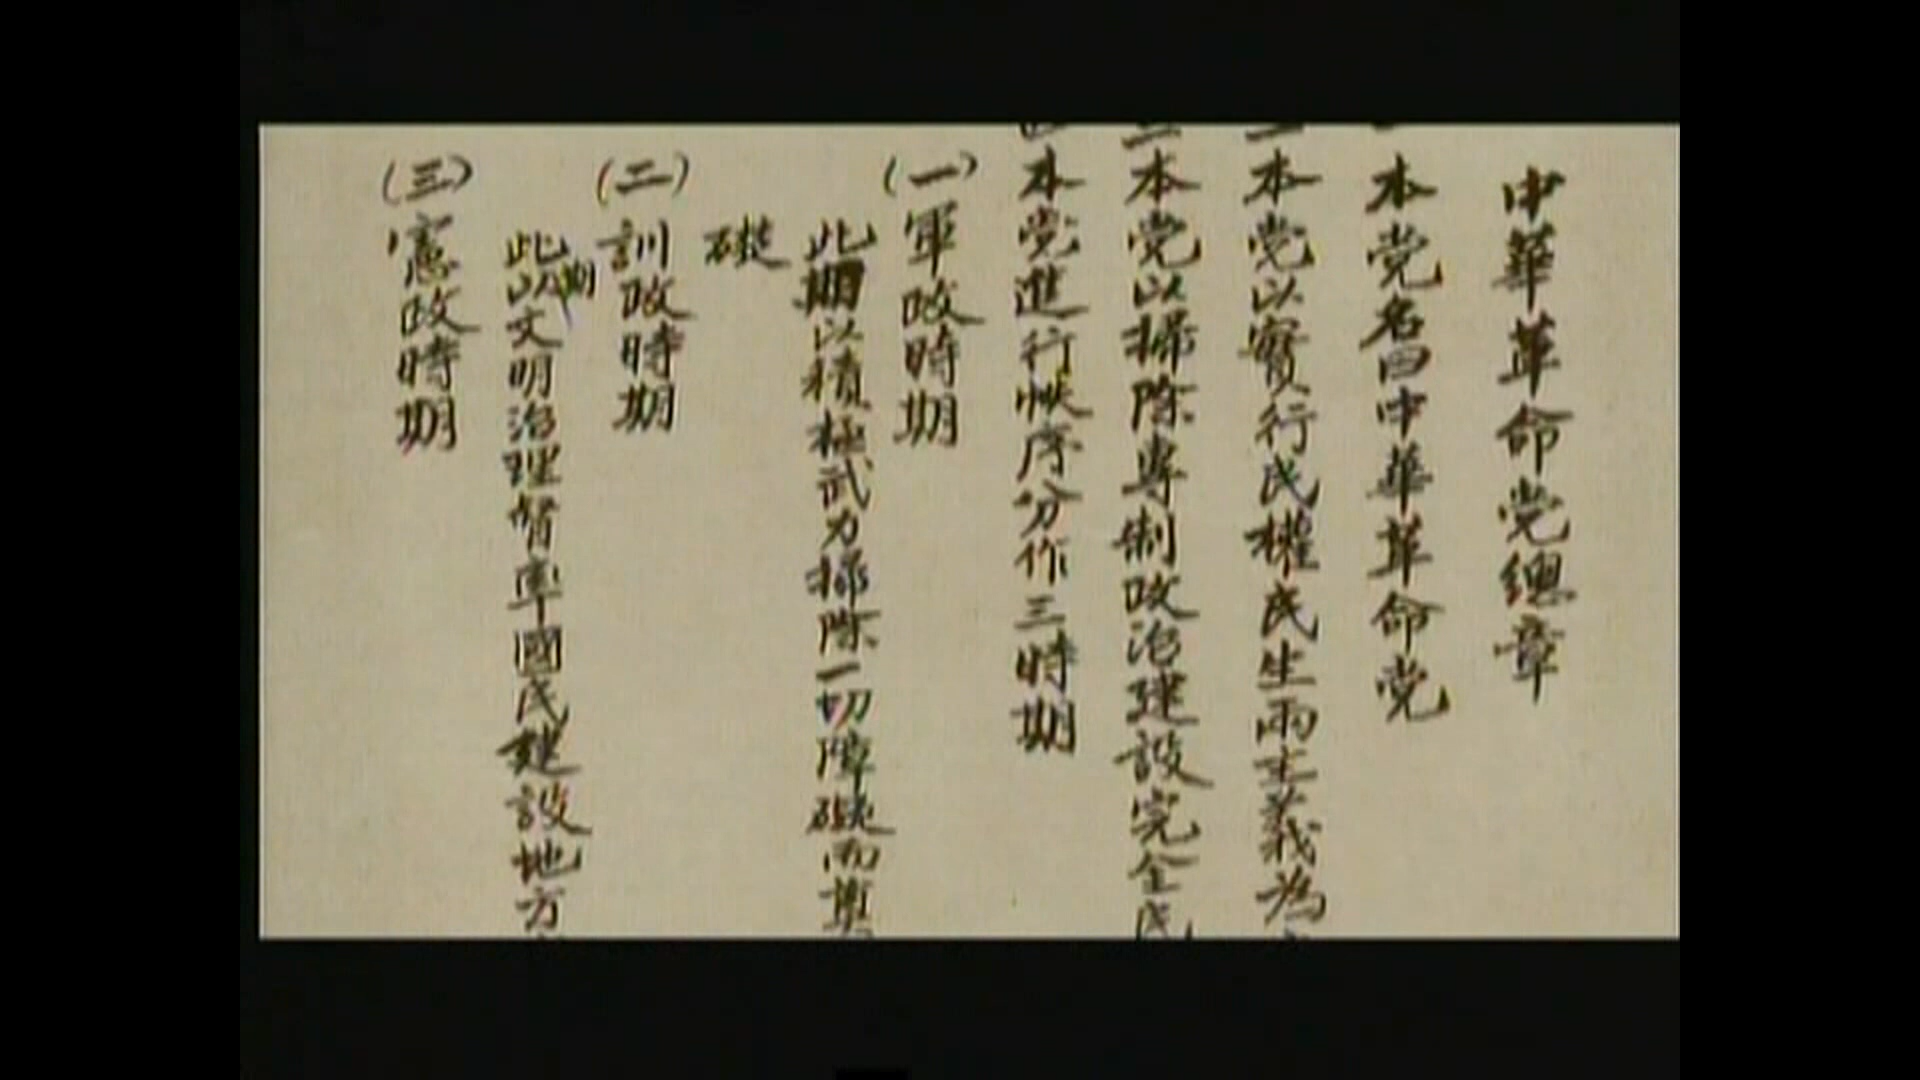 中華革命党總章
本党名曰中華革命党
本党以實行民權民生兩主義為
本党以掃除專制政治建設完全民
本党進行秩序分作三時期
(一)軍政時期
此期以積極武力掃除一切障礙而奠
礎
(二)訓政時期
此期以文明治理督率國民建設地方
(三)憲政時期